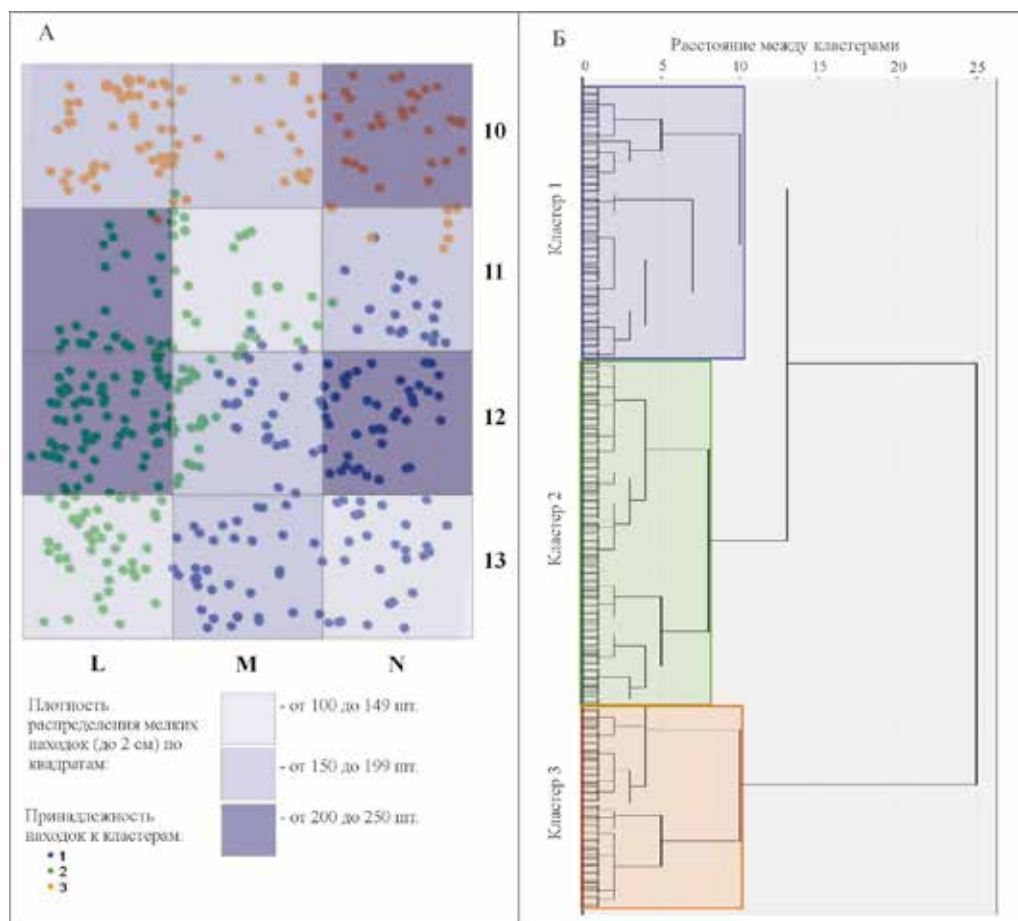 А
10
11
12
13
L M N
Плотность
распределения мелких
находок (до 2 см) по
квадратам:
- от 100 до 149 шт.
- от 150 до 199 шт.
- от 200 до 250 шт.
Принадлежность
находок к кластерам:
1
2
3
Б
Расстояние между кластерами
0 5 10 15 20 25
Кластер 1
Кластер 2
Кластер 3